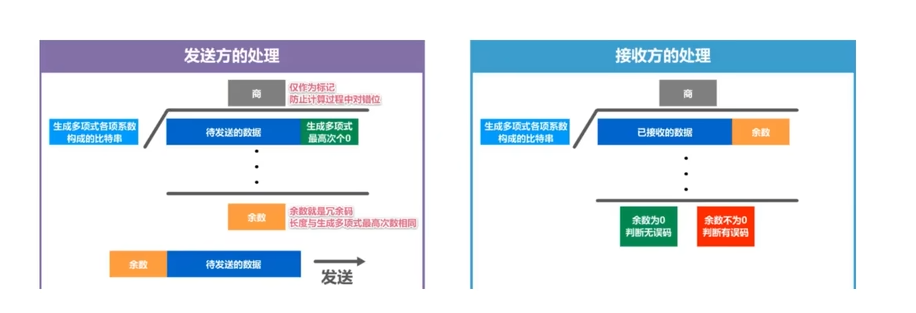 发送方的处理
商
仅作为标记
防止计算过程中对错位
生成多项式各项系数
构成的比特串
待发送的数据
生成多项式
最高次个0
余数
余数就是冗余码
长度与生成多项式最高次数相同
余数
待发送的数据
发送
接收方的处理
商
生成多项式各项系数
构成的比特串
已接收的数据
余数
余数为0
判断无误码
余数不为0
判断有误码